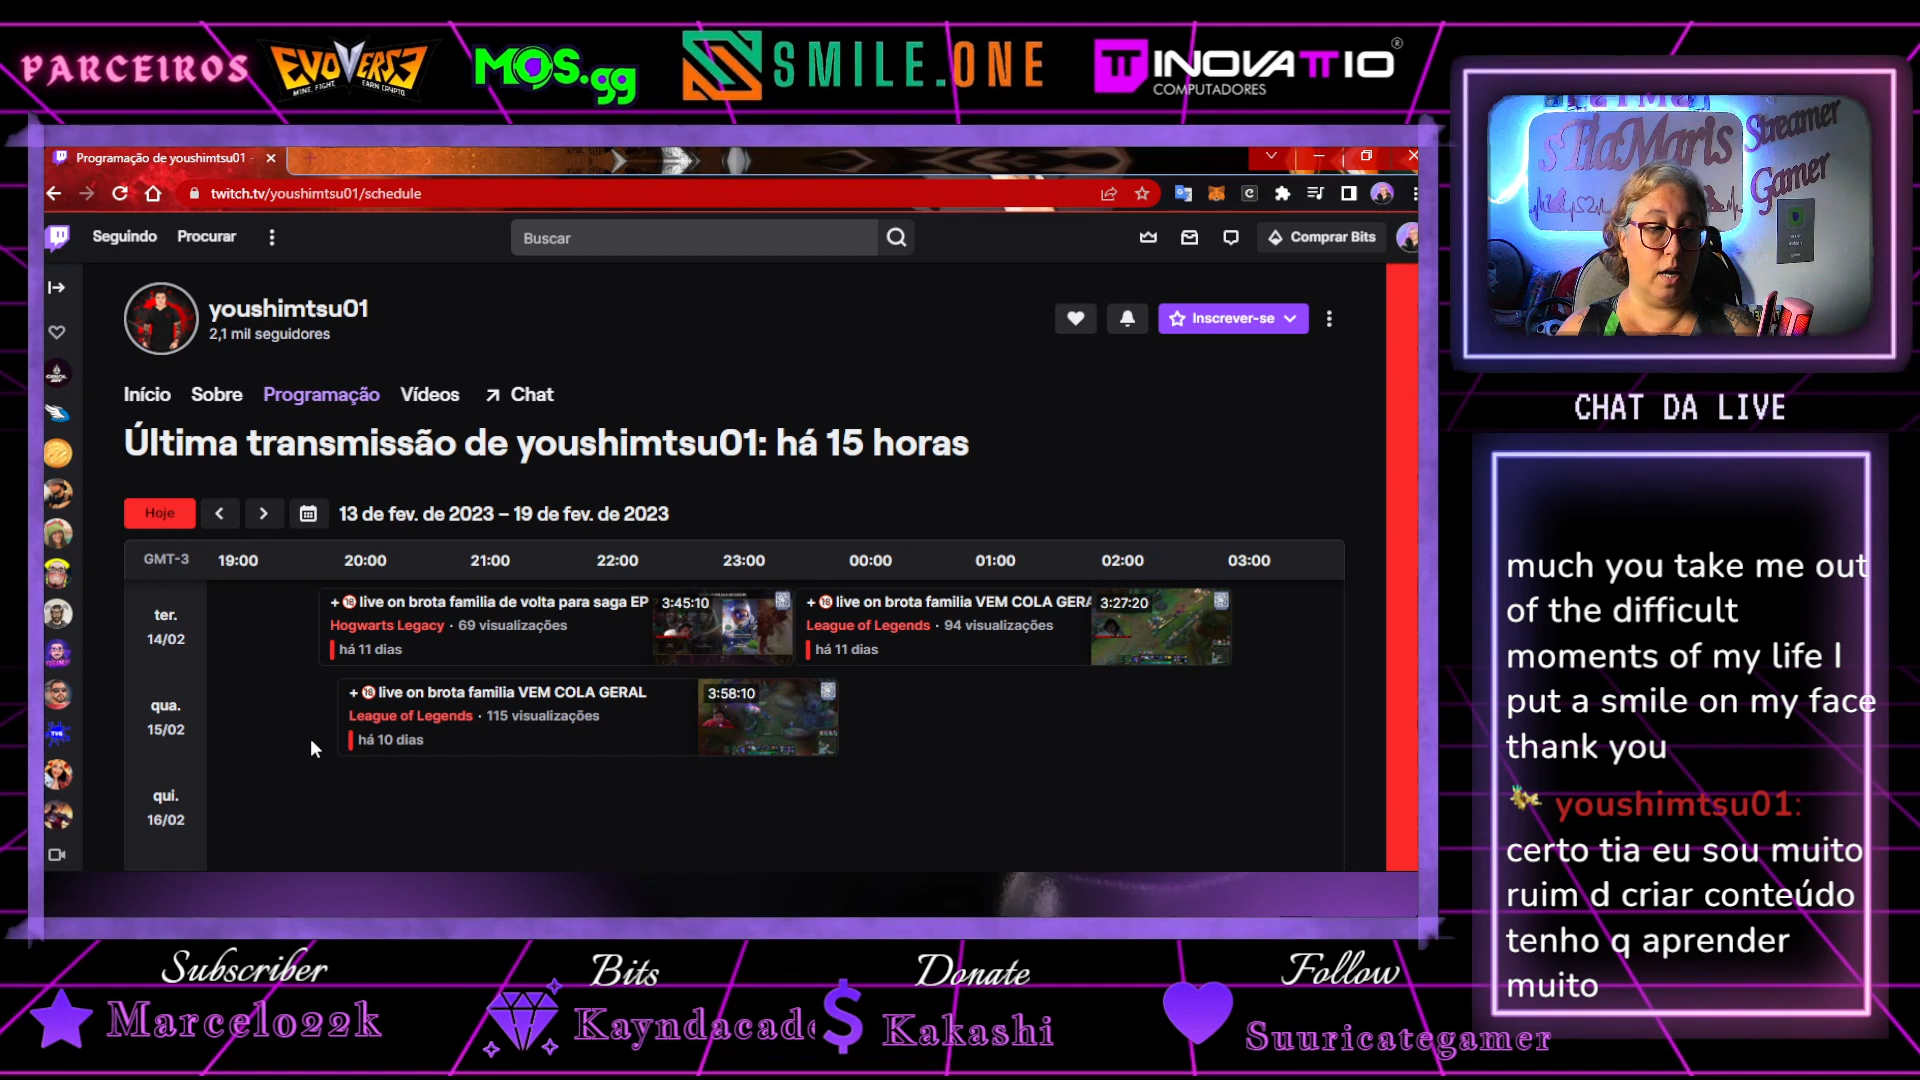 PARCEIROS
EVOVERSE
MINE, FIGHT, EARN CRYPTO
MOS.gg
SMILE.ONE
INOVATTIO®
COMPUTADORES
Programação de youshimtsu01 -
twitch.tv/youshimtsu01/schedule
Seguindo
Procurar
Buscar
Comprar Bits
youshimtsu01
2,1 mil seguidores
Inscrever-se
Início Sobre Programação Vídeos Chat
Última transmissão de youshimtsu01: há 15 horas
Hoje
13 de fev. de 2023 – 19 de fev. de 2023
GMT-3 19:00 20:00 21:00 22:00 23:00 00:00 01:00 02:00 03:00
ter.
14/02
+ 🔞 live on brota familia de volta para saga EP
3:45:10
Hogwarts Legacy · 69 visualizações
há 11 dias
+ 🔞 live on brota familia VEM COLA GERA
3:27:20
League of Legends · 94 visualizações
há 11 dias
qua.
15/02
+ 🔞 live on brota familia VEM COLA GERAL
3:58:10
League of Legends · 115 visualizações
há 10 dias
qui.
16/02
sTiaMaris
Streamer
Gamer
CHAT DA LIVE
much you take me out
of the difficult
moments of my life I
put a smile on my face
thank you
youshimtsu01:
certo tia eu sou muito
ruim d criar conteúdo
tenho q aprender
muito
Subscriber
Marcelo22k
Bits
Kayndacade
Donate
Kakashi
Follow
Suuricategamer